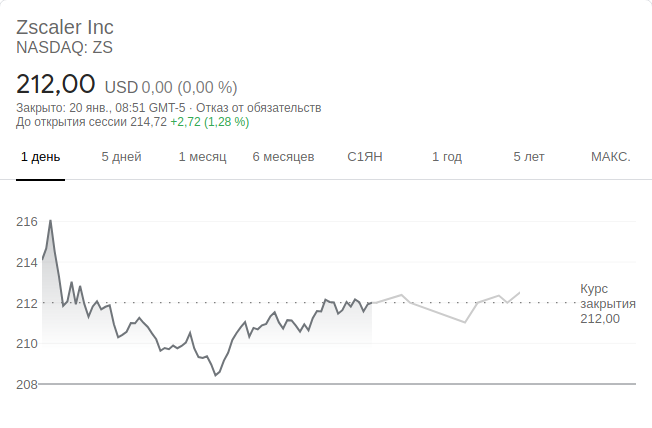 Zscaler Inc
NASDAQ: ZS
212,00 USD 0,00 (0,00 %)
Закрыто: 20 янв., 08:51 GMT-5 · Отказ от обязательств
До открытия сессии 214,72 +2,72 (1,28 %)
1 день 5 дней 1 месяц 6 месяцев С1ЯН 1 год 5 лет МАКС.
216
214
212
210
208
Курс
закрытия
212,00